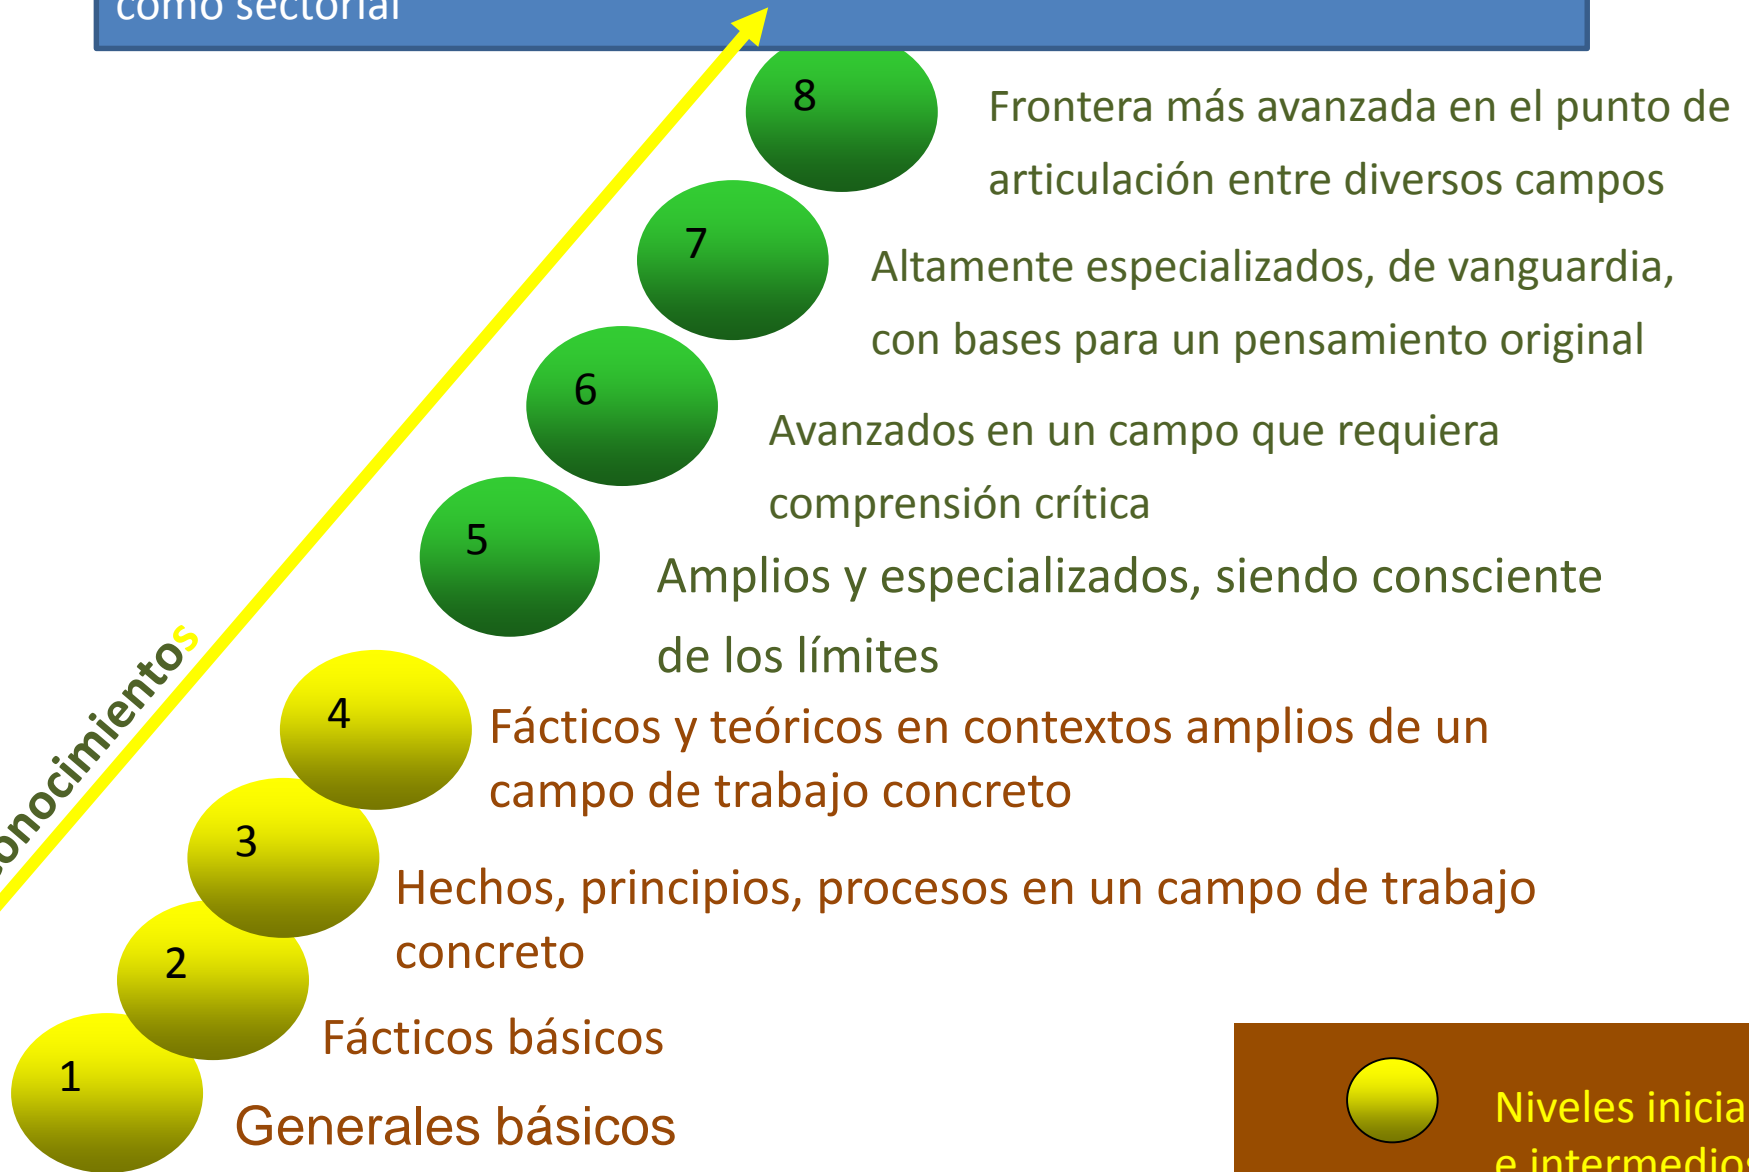 como sectorial
8
Frontera más avanzada en el punto de
articulación entre diversos campos
7
Altamente especializados, de vanguardia,
con bases para un pensamiento original
6
Avanzados en un campo que requiera
comprensión crítica
5
Amplios y especializados, siendo consciente
de los límites
onocimientos
4
Fácticos y teóricos en contextos amplios de un
campo de trabajo concreto
3
Hechos, principios, procesos en un campo de trabajo
concreto
2
Fácticos básicos
1
Generales básicos
Niveles inicia
e intermedios